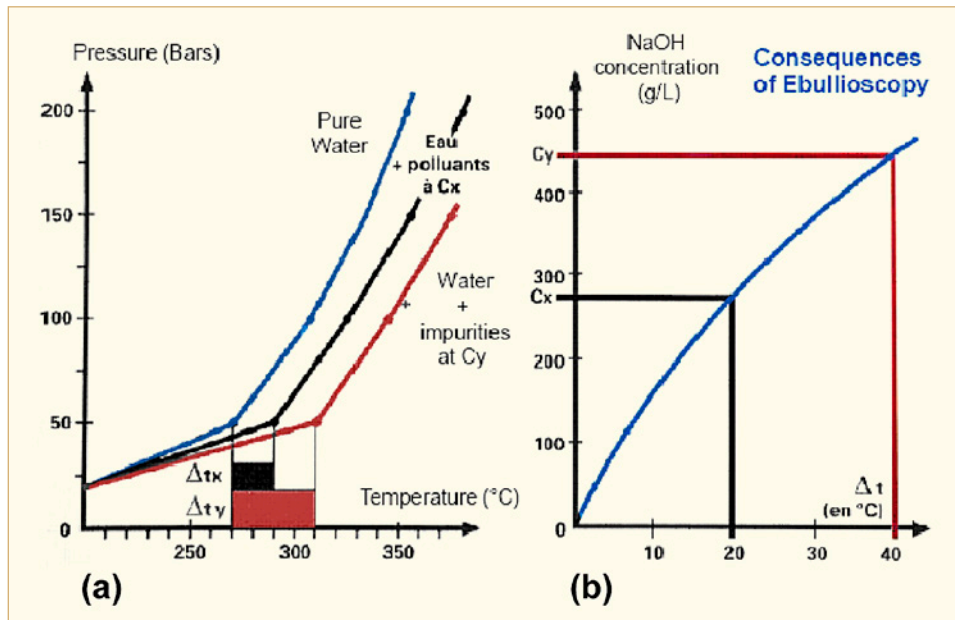 Pressure (Bars)
200
150
100
50
0
250
300
350
Pure
Water
Eau
+ polluants
à Cx
Water
+
+
impurities
at Cy
Δtx
Δty
Temperature (°C)
(a)
NaOH
concentration
(g/L)
Consequences
of Ebullioscopy
500
Cy
400
300
Cx
200
100
0
10
20
30
40
Δt
(en °C)
(b)